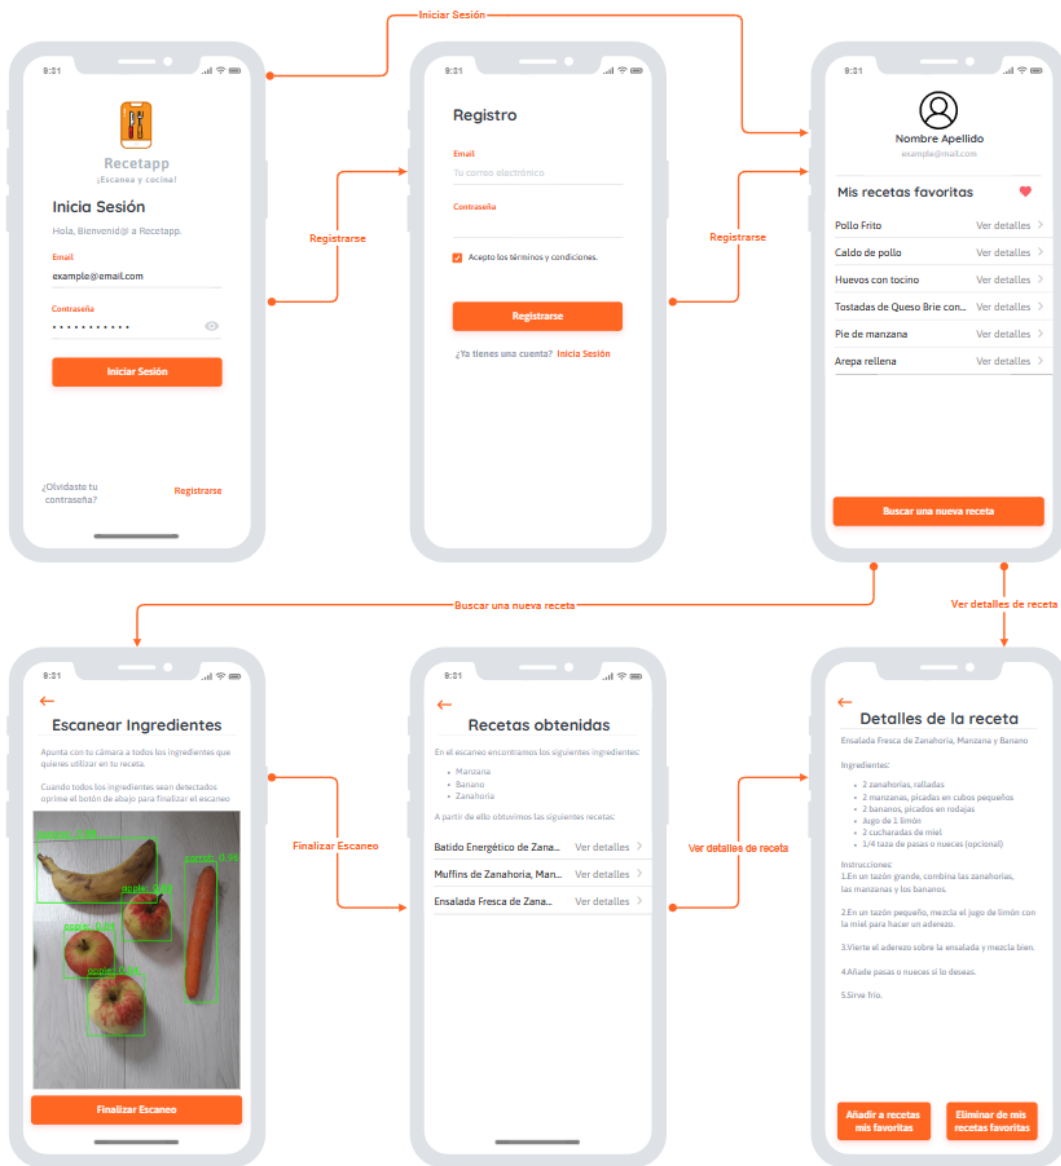 Iniciar Sesión
9:31
Recetapp
¡Escanea y cocina!
Inicia Sesión
Hola, Bienvenid@ a Recetapp.
Email
example@email.com
Contraseña
Iniciar Sesión
¿Olvidaste tu
contraseña?
Registrarse
Registrarse
9:31
Registro
Email
Tu correo electrónico
Contraseña
Acepto los términos y condiciones.
Registrarse
¿Ya tienes una cuenta? Inicia Sesión
Registrarse
9:31
Nombre Apellido
example@mail.com
Mis recetas favoritas
Pollo Frito Ver detalles
Caldo de pollo Ver detalles
Huevos con tocino Ver detalles
Tostadas de Queso Brie con... Ver detalles
Pie de manzana Ver detalles
Arepa rellena Ver detalles
Buscar una nueva receta
Buscar una nueva receta
Ver detalles de receta
9:31
Escanear Ingredientes
Apunta con tu cámara a todos los ingredientes que
quieres utilizar en tu receta.
Cuando todos los ingredientes sean detectados
oprime el botón de abajo para finalizar el escaneo
Finalizar Escaneo
Finalizar Escaneo
9:31
Recetas obtenidas
En el escaneo encontramos los siguientes ingredientes:
Manzana
Banano
Zanahoria
A partir de ello obtuvimos las siguientes recetas:
Batido Energético de Zana... Ver detalles
Muffins de Zanahoria, Man... Ver detalles
Ensalada Fresca de Zana... Ver detalles
Ver detalles de receta
Detalles de la receta
Ensalada Fresca de Zanahoria, Manzana y Banano
Ingredientes:
2 zanahorias, ralladas
2 manzanas, picadas en cubos pequeños
2 bananos, picados en rodajas
Jugo de 1 limón
2 cucharadas de miel
1/4 taza de pasas o nueces (opcional)
Instrucciones:
1.En un tazón grande, combina las zanahorias,
las manzanas y los bananos.
2.En un tazón pequeño, mezcla el jugo de limón con
la miel para hacer un aderezo.
3.Vierte el aderezo sobre la ensalada y mezcla bien.
4.Añade pasas o nueces si lo deseas.
5.Sirve frío.
Añadir a recetas
mis favoritas
Eliminar de mis
recetas favoritas